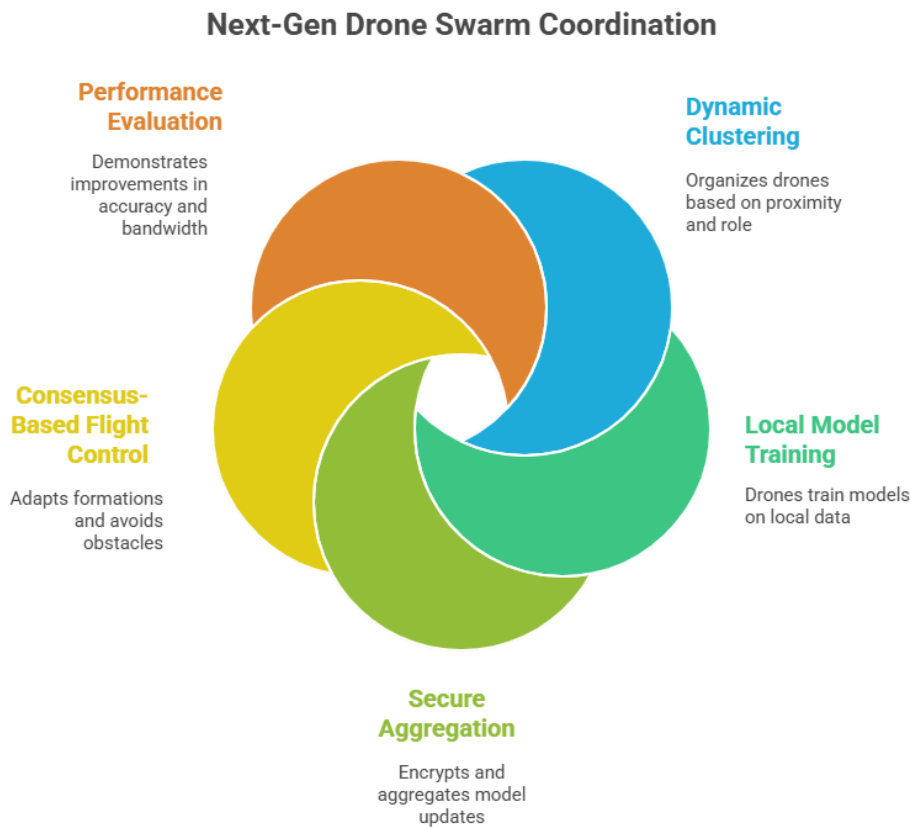 Next-Gen Drone Swarm Coordination
Performance
Evaluation
Demonstrates
improvements in
accuracy and
bandwidth
Dynamic
Clustering
Organizes drones
based on proximity
and role
Consensus-
Based Flight
Control
Adapts formations
and avoids
obstacles
Local Model
Training
Drones train models
on local data
Secure
Aggregation
Encrypts and
aggregates model
updates